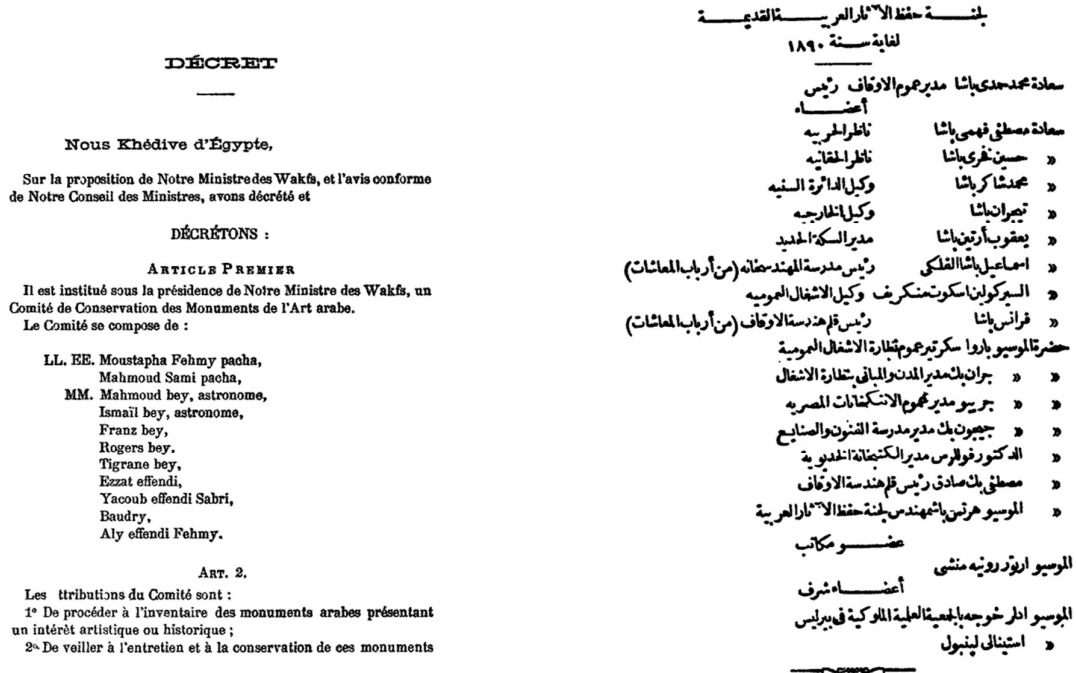 DÉCRET
Nous Khédive d'Égypte,
Sur la proposition de Notre Ministre des Wakfs, et l'avis conforme
de Notre Conseil des Ministres, avons décrété et
DÉCRÉTONS :
ARTICLE PREMIER
Il est institué sous la présidence de Notre Ministre des Wakfs, un
Comité de Conservation des Monuments de l'Art arabe.
Le Comité se compose de :
LL. EE. Moustapha Fehmy pacha,
Mahmoud Sami pacha,
MM. Mahmoud bey, astronome,
Ismaïl bey, astronome,
Franz bey,
Rogers bey.
Tigrane bey,
Ezzat effendi,
Yacoub effendi Sabri,
Baudry,
Aly effendi Fehmy.
ART. 2.
Les ttributions du Comité sont :
1° De procéder à l'inventaire des monuments arabes présentant
un intérêt artistique ou historique ;
2° De veiller à l'entretien et à la conservation de ces monuments
لجنة حفظ الآثار العربية القديمة
لغاية سنة ١٨٩٠
سعادة محمد حمدى باشا مدير عموم الاوقاف رئيس
أعضاء
سعادة مصطفى فهمى باشا ناظر الحربيه
« حسين فخرى باشا ناظر الحقانيه
« محمد شاكر باشا وكيل الدائرة السنيه
« تيجران باشا وكيل الخارجيه
« يعقوب أرتين باشا مدير السكة الحديد
« اسماعيل باشا الفلكى رئيس مدرسة المهندسخانه (من أرباب المعاشات)
« السير كولين اسكوت منكريف وكيل الاشغال العموميه
« فرانس باشا رئيس قلم هندسة الاوقاف (من أرباب المعاشات)
حضرة الموسيو باروا سكرتير عموم نظارة الاشغال العمومية
« « جران بك مدير المدن والمبانى بنظارة الاشغال
« « جريبو مدير عموم الانتكخانات المصريه
« « جيجون بك مدير مدرسة الفنون والصنايع
« الدكتور فوللرس مدير الكتبخانة الخديوية
« مصطفى بك صادق رئيس قلم هندسة الاوقاف
« الموسيو هرتس باشمهندس لجنة حفظ الآثار العربية
عضو مكاتب
الموسيو ارتور رونيه منشى
أعضاء شرف
الموسيو ادلر خوجه بالجمعية العلمية الملوكية فى برليس
« استينالى لينبول